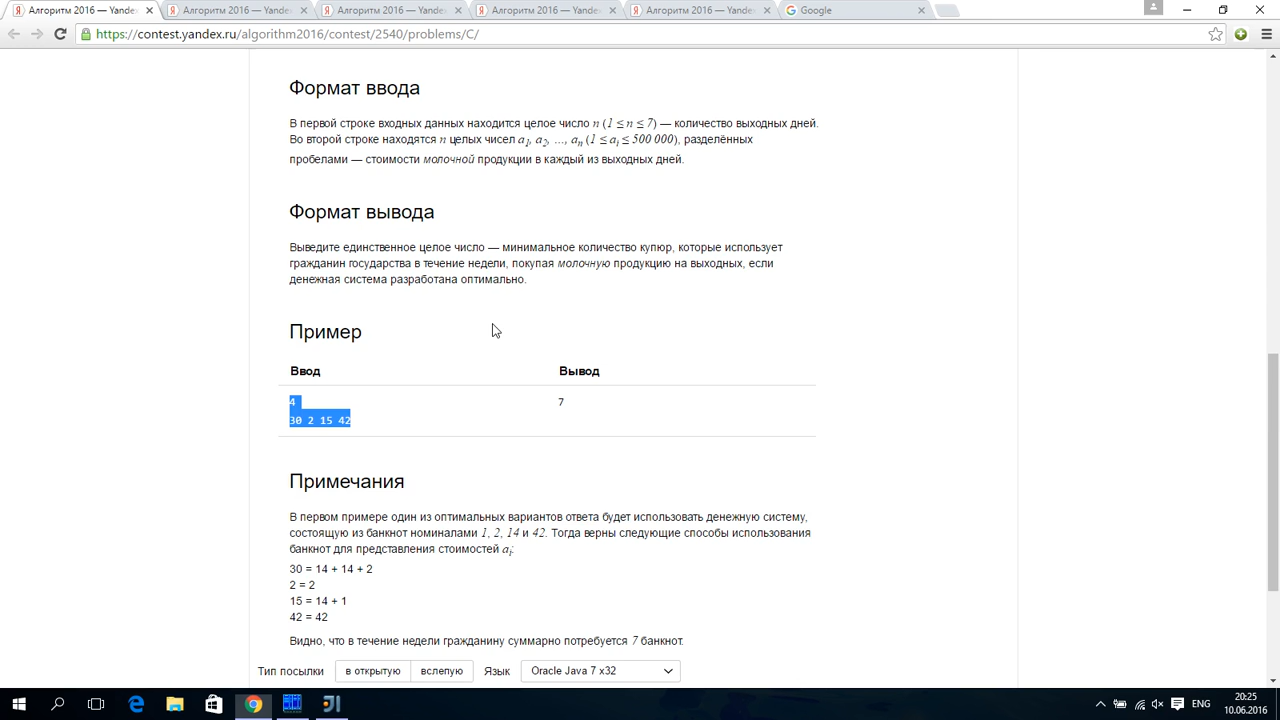 Алгоритм 2016 — Yandex
Алгоритм 2016 — Yandex
Алгоритм 2016 — Yandex
Алгоритм 2016 — Yandex
Алгоритм 2016 — Yandex
Google
https://contest.yandex.ru/algorithm2016/contest/2540/problems/C/
Формат ввода
В первой строке входных данных находится целое число n (1 ≤ n ≤ 7) — количество выходных дней.
Во второй строке находятся n целых чисел a1, a2, ..., an (1 ≤ ai ≤ 500 000), разделённых
пробелами — стоимости молочной продукции в каждый из выходных дней.
Формат вывода
Выведите единственное целое число — минимальное количество купюр, которые использует
гражданин государства в течение недели, покупая молочную продукцию на выходных, если
денежная система разработана оптимально.
Пример
Ввод Вывод
4 7
30 2 15 42
Примечания
В первом примере один из оптимальных вариантов ответа будет использовать денежную систему,
состоящую из банкнот номиналами 1, 2, 14 и 42. Тогда верны следующие способы использования
банкнот для представления стоимостей ai:
30 = 14 + 14 + 2
2 = 2
15 = 14 + 1
42 = 42
Видно, что в течение недели гражданину суммарно потребуется 7 банкнот.
Тип посылки в открытую вслепую Язык Oracle Java 7 x32
ENG
20:25
10.06.2016